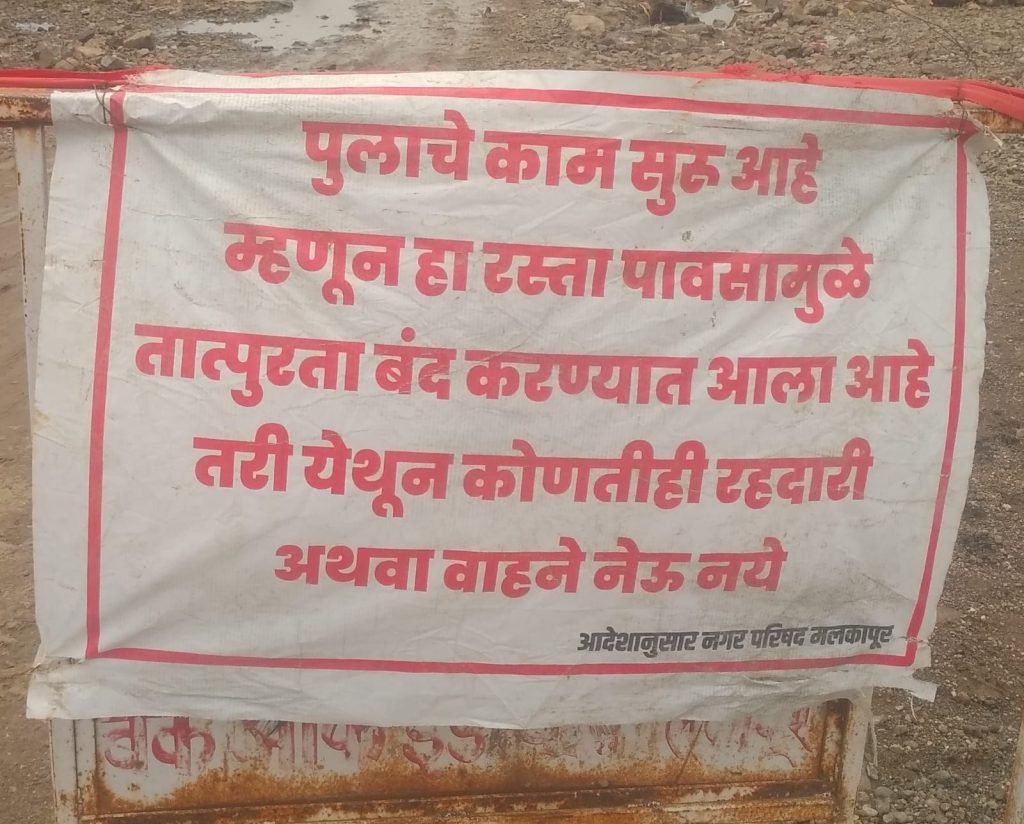 पुलाचे काम सुरू आहे
म्हणून हा रस्ता पावसामुळे
तात्पुरता बंद करण्यात आला आहे
तरी येथून कोणतीही रहदारी
अथवा वाहने नेऊ नये
आदेशानुसार नगर परिषद मलकापूर